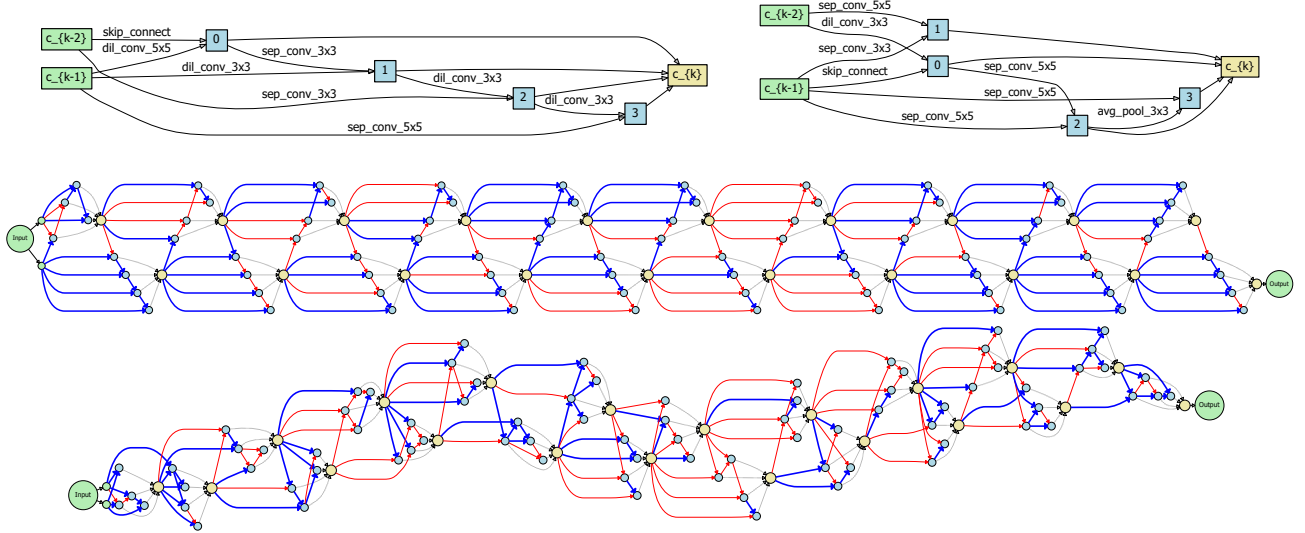 c_{k-2}
skip_connect
dil_conv_5x5
0
sep_conv_3x3
c_{k-1}
dil_conv_3x3
1
dil_conv_3x3
c_{k}
sep_conv_3x3
2
dil_conv_3x3
3
sep_conv_5x5
c_{k-2}
sep_conv_5x5
dil_conv_3x3
1
sep_conv_3x3
skip_connect
0
sep_conv_5x5
c_{k}
c_{k-1}
sep_conv_5x5
3
sep_conv_5x5
avg_pool_3x3
2
Input
Output
Input
Output